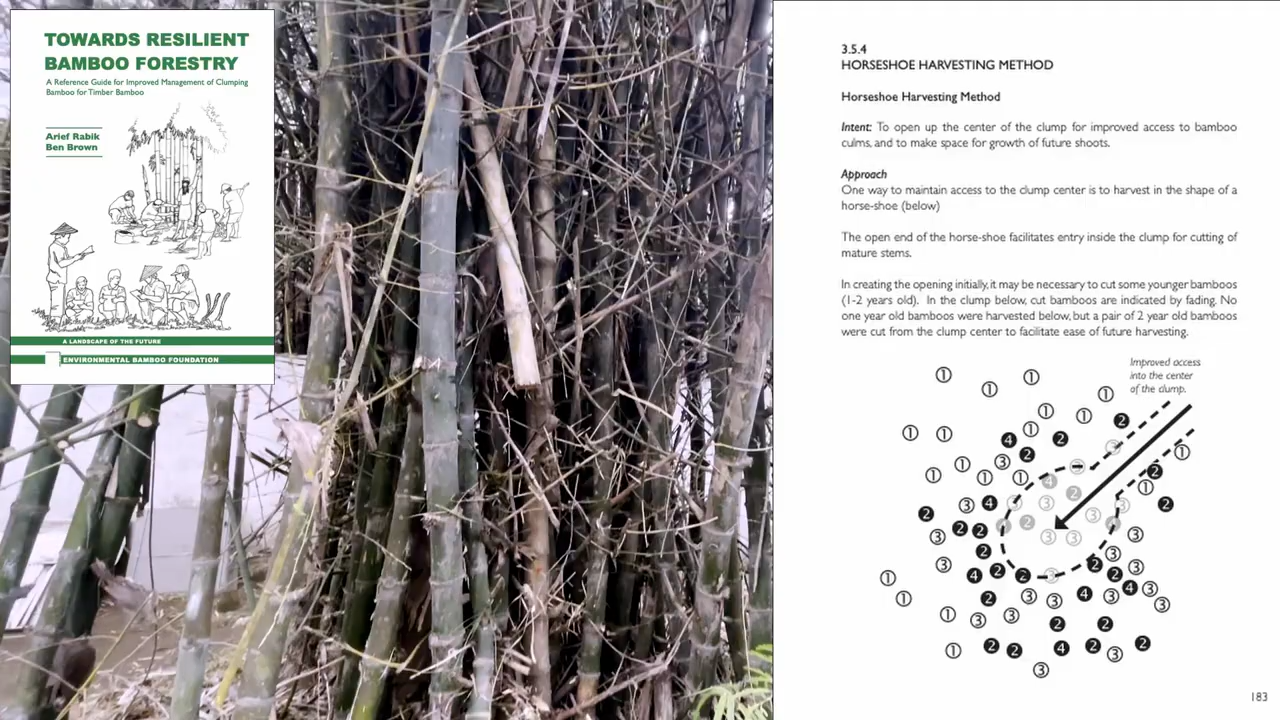 TOWARDS RESILIENT
BAMBOO FORESTRY
A Reference Guide for Improved Management of Clumping
Bamboo for Timber Bamboo
Arief Rabik
Ben Brown
A LANDSCAPE OF THE FUTURE
ENVIRONMENTAL BAMBOO FOUNDATION
3.5.4
HORSESHOE HARVESTING METHOD
Horseshoe Harvesting Method
Intent: To open up the center of the clump for improved access to bamboo
culms, and to make space for growth of future shoots.
Approach
One way to maintain access to the clump center is to harvest in the shape of a
horse-shoe (below)
The open end of the horse-shoe facilitates entry inside the clump for cutting of
mature stems.
In creating the opening initially, it may be necessary to cut some younger bamboos
(1-2 years old). In the clump below, cut bamboos are indicated by fading. No
one year old bamboos were harvested below, but a pair of 2 year old bamboos
were cut from the clump center to facilitate ease of future harvesting.
Improved access
into the center
of the clump.
183